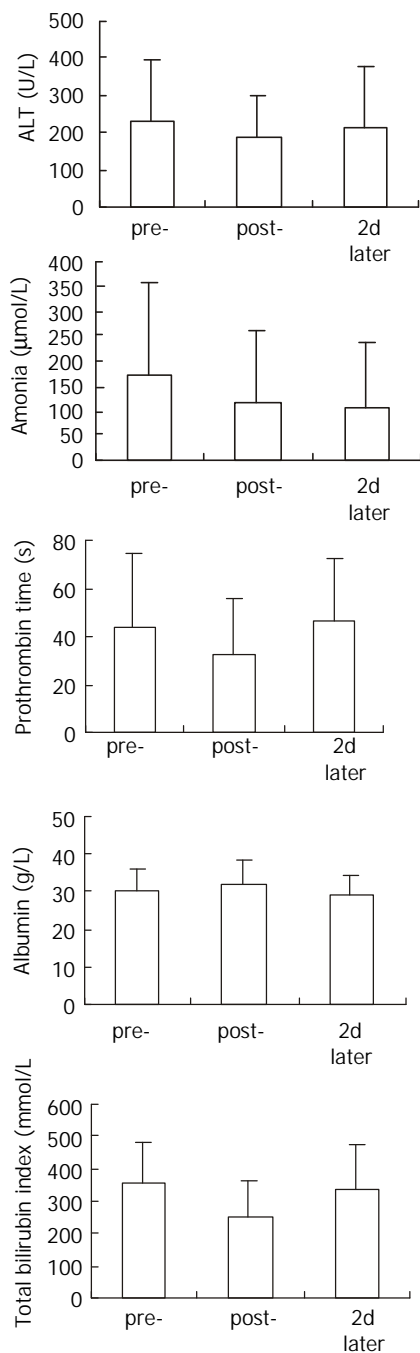 ALT (U/L)
500
400
300
200
100
0
pre-
post-
2d
later
Amonia (µmol/L)
400
350
300
250
200
150
100
50
0
pre-
post-
2d
later
Prothrombin time (s)
80
60
40
20
0
pre-
post-
2d
later
Albumin (g/L)
50
40
30
20
10
0
pre-
post-
2d
later
Total bilirubin index (mmol/L
600
500
400
300
200
100
0
pre-
post-
2d
later